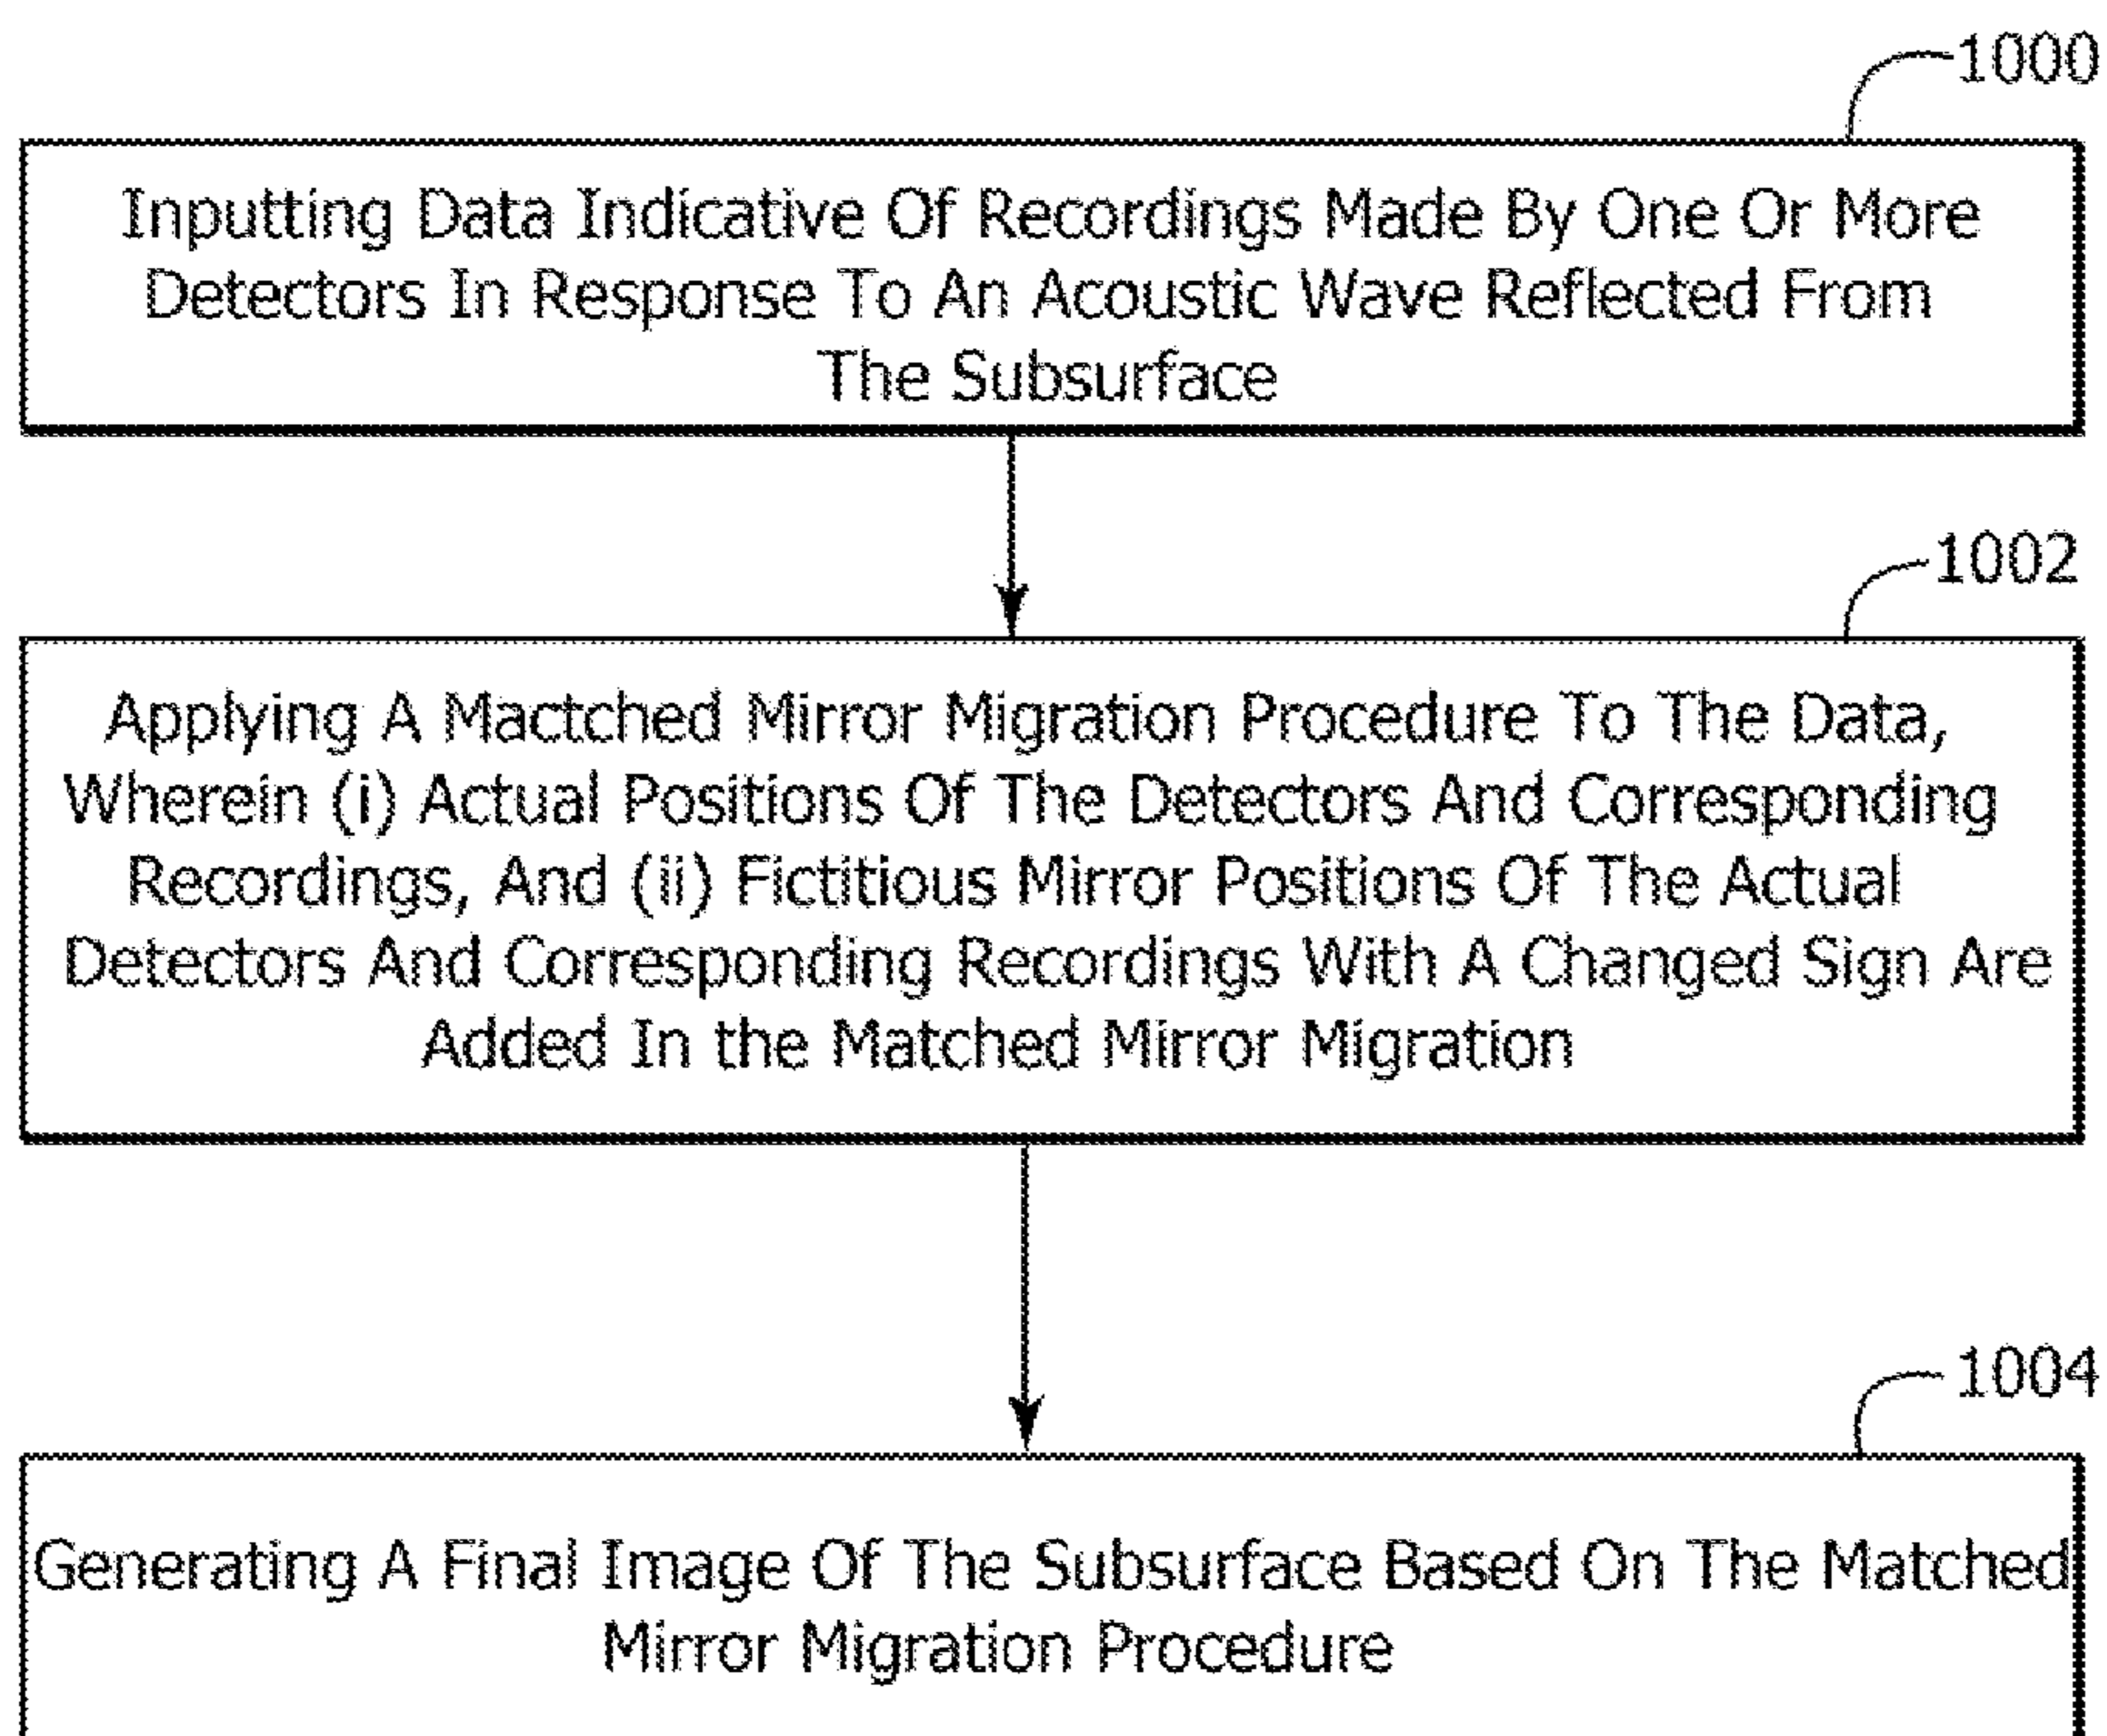 1000
Inputting Data Indicative Of Recordings Made By One Or More
Detectors In Response To An Acoustic Wave Reflected From
The Subsurface
1002
Applying A Mactched Mirror Migration Procedure To The Data,
Wherein (i) Actual Positions Of The Detectors And Corresponding
Recordings, And (ii) Fictitious Mirror Positions Of The Actual
Detectors And Corresponding Recordings With A Changed Sign Are
Added In the Matched Mirror Migration
1004
Generating A Final Image Of The Subsurface Based On The Matched
Mirror Migration Procedure